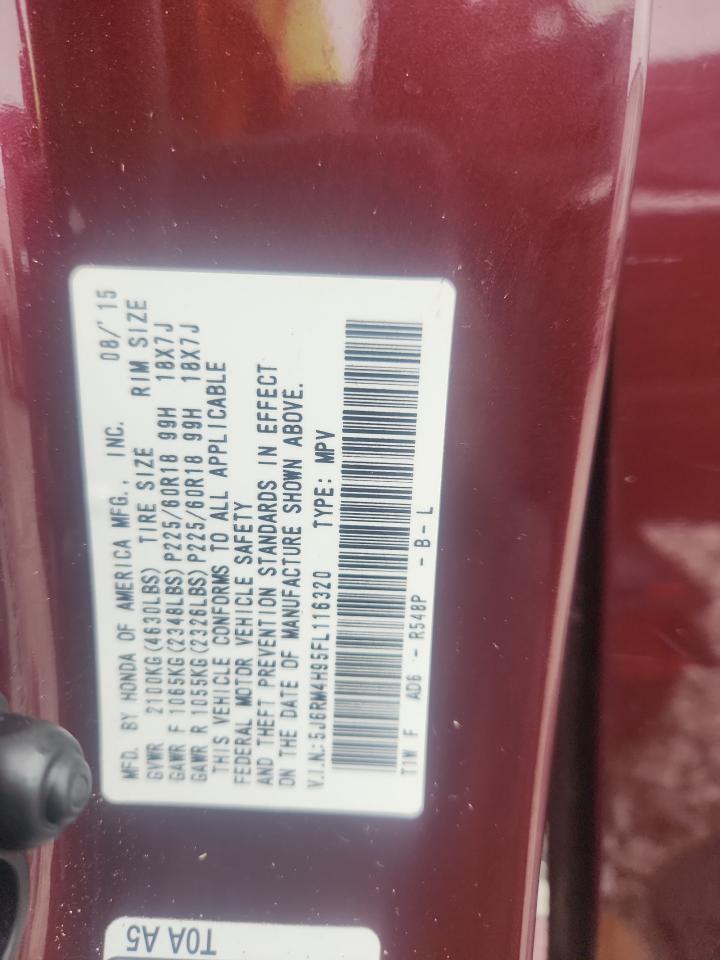 MFD. BY HONDA OF AMERICA MFG., INC. 08/'15
GVWR 2100KG(4630LBS) TIRE SIZE RIM SIZE
GAWR F 1065KG(2348LBS)P225/60R18 99H 18X7J
GAWR R 1055KG(2326LBS)P225/60R18 99H 18X7J
THIS VEHICLE CONFORMS TO ALL APPLICABLE
FEDERAL MOTOR VEHICLE SAFETY
AND THEFT PREVENTION STANDARDS IN EFFECT
ON THE DATE OF MANUFACTURE SHOWN ABOVE.
V.I.N.:5J6RM4H95FL116320 TYPE: MPV
T1W F AD6 - R548P - B - L
T0A A5